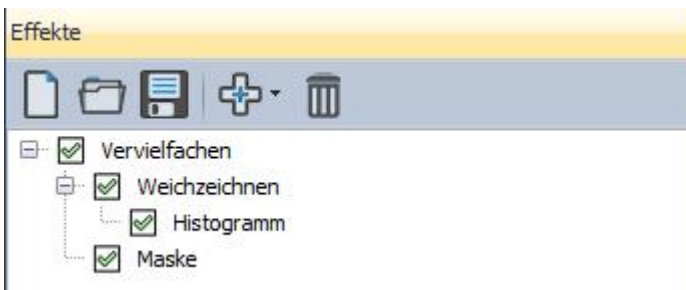 Effekte
Vervielfachen
Weichzeichnen
Histogramm
Maske